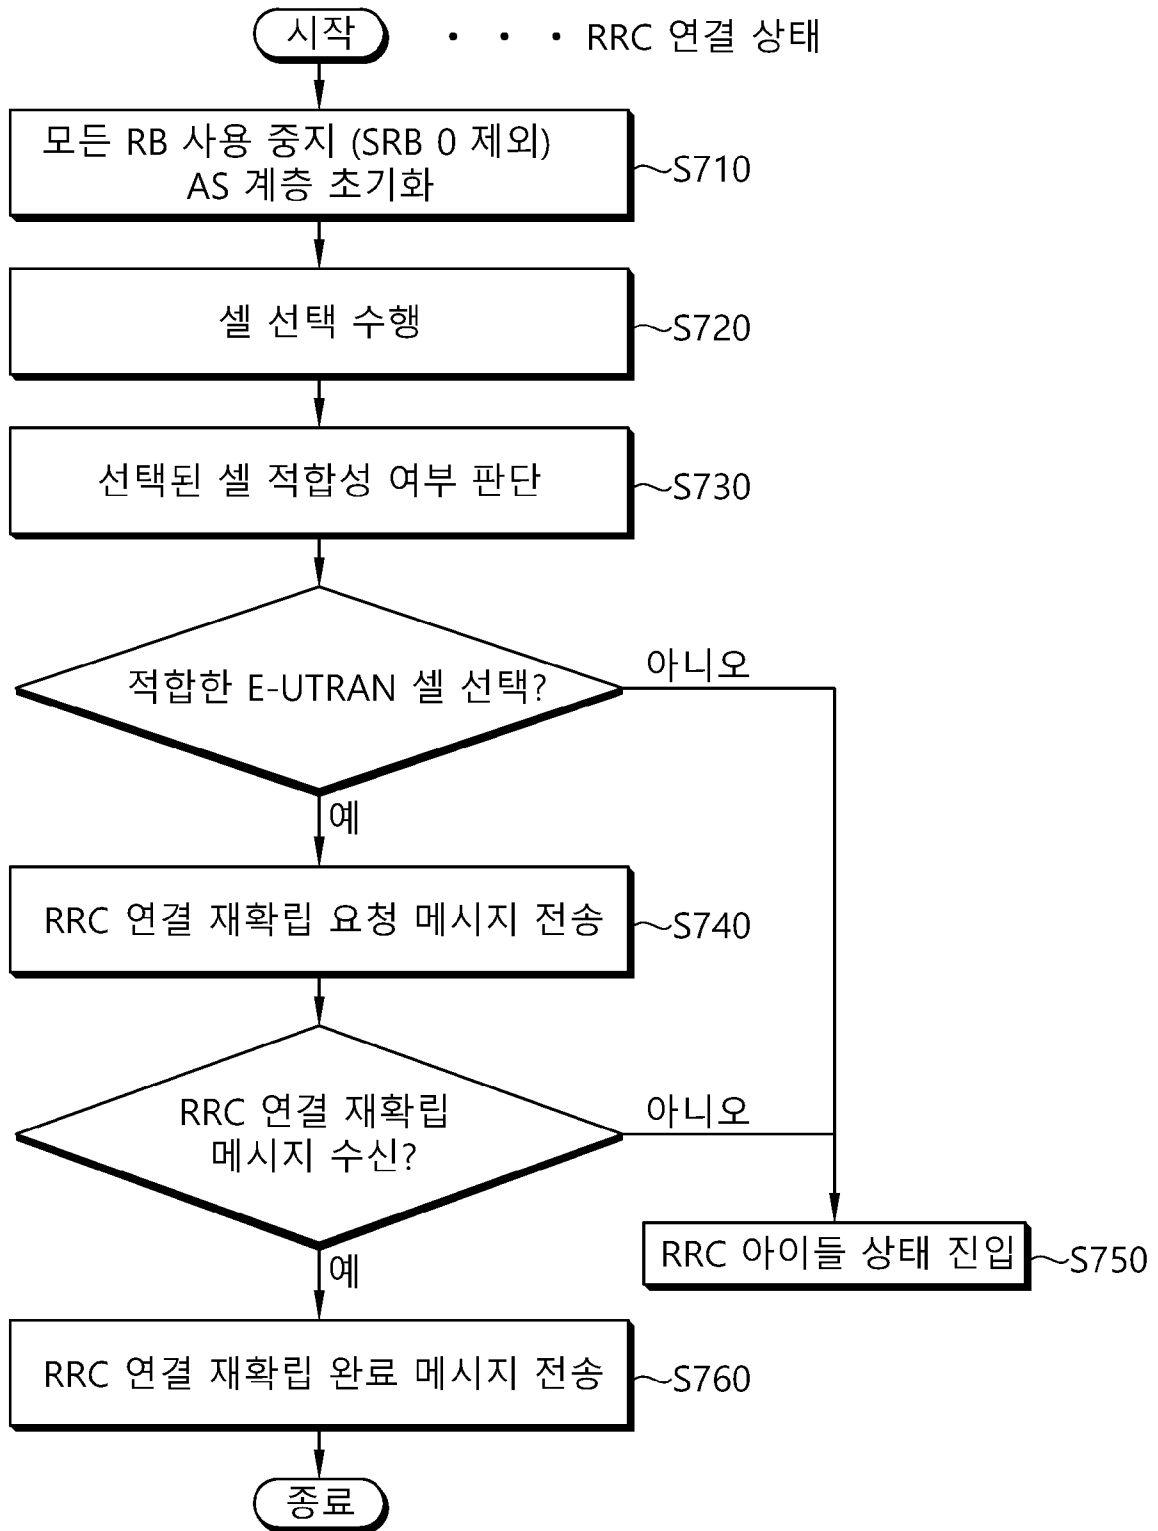 시작 · · · RRC 연결 상태
모든 RB 사용 중지 (SRB 0 제외)
AS 계층 초기화
S710
셀 선택 수행
S720
선택된 셀 적합성 여부 판단
S730
적합한 E-UTRAN 셀 선택?
아니오
예
RRC 연결 재확립 요청 메시지 전송
S740
RRC 연결 재확립
메시지 수신?
아니오
예
RRC 아이들 상태 진입
S750
RRC 연결 재확립 완료 메시지 전송
S760
종료